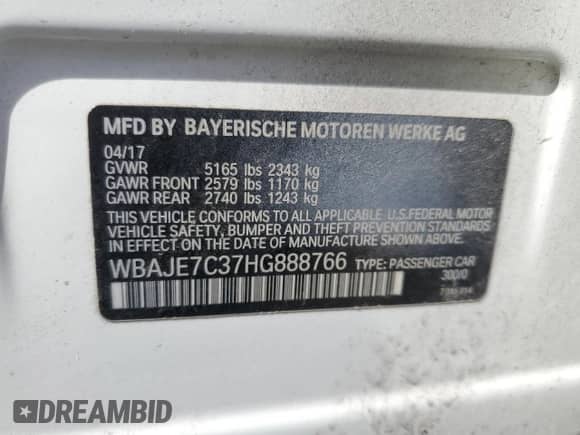 MFD BY BAYERISCHE MOTOREN WERKE AG
04/17
GVWR 5165 lbs 2343 kg
GAWR FRONT 2579 lbs 1170 kg
GAWR REAR 2740 lbs 1243 kg
THIS VEHICLE CONFORMS TO ALL APPLICABLE U.S.FEDERAL MOTOR
VEHICLE SAFETY, BUMPER AND THEFT PREVENTION STANDARDS
IN EFFECT ON THE DATE OF MANUFACTURE SHOWN ABOVE.
WBAJE7C37HG888766 TYPE: PASSENGER CAR
300/0
DREAMBID